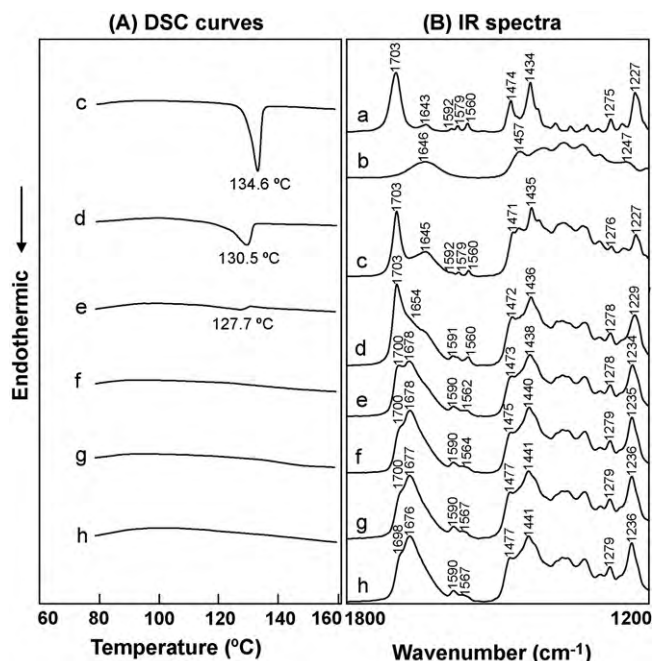 (A) DSC curves
(B) IR spectra
Endothermic
c
134.6 ºC
d
130.5 ºC
e
127.7 ºC
f
g
h
60 80 100 120 140 160
Temperature (ºC)
1703 1643 1592 1579 1560 1474 1434 1275 1227
a
1646 1457 1247
b
1703 1645 1592 1579 1560 1471 1435 1276 1227
c
1703 1654 1591 1560 1472 1436 1278 1229
d
1700 1678 1590 1562 1473 1438 1278 1234
e
1700 1678 1590 1564 1475 1440 1279 1235
f
1700 1677 1590 1567 1477 1441 1279 1236
g
1698 1676 1590 1567 1477 1441 1279 1236
h
1800 1200
Wavenumber (cm-1)